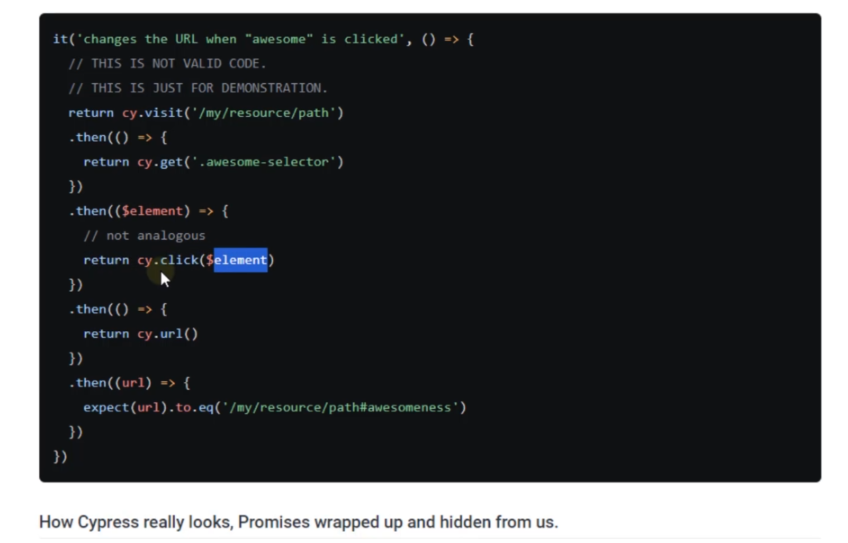 it('changes the URL when "awesome" is clicked', () => {
// THIS IS NOT VALID CODE.
// THIS IS JUST FOR DEMONSTRATION.
return cy.visit('/my/resource/path')
.then(() => {
return cy.get('.awesome-selector')
})
.then(($element) => {
// not analogous
return cy.click($element)
})
.then(() => {
return cy.url()
})
.then((url) => {
expect(url).to.eq('/my/resource/path#awesomeness')
})
})
How Cypress really looks, Promises wrapped up and hidden from us.